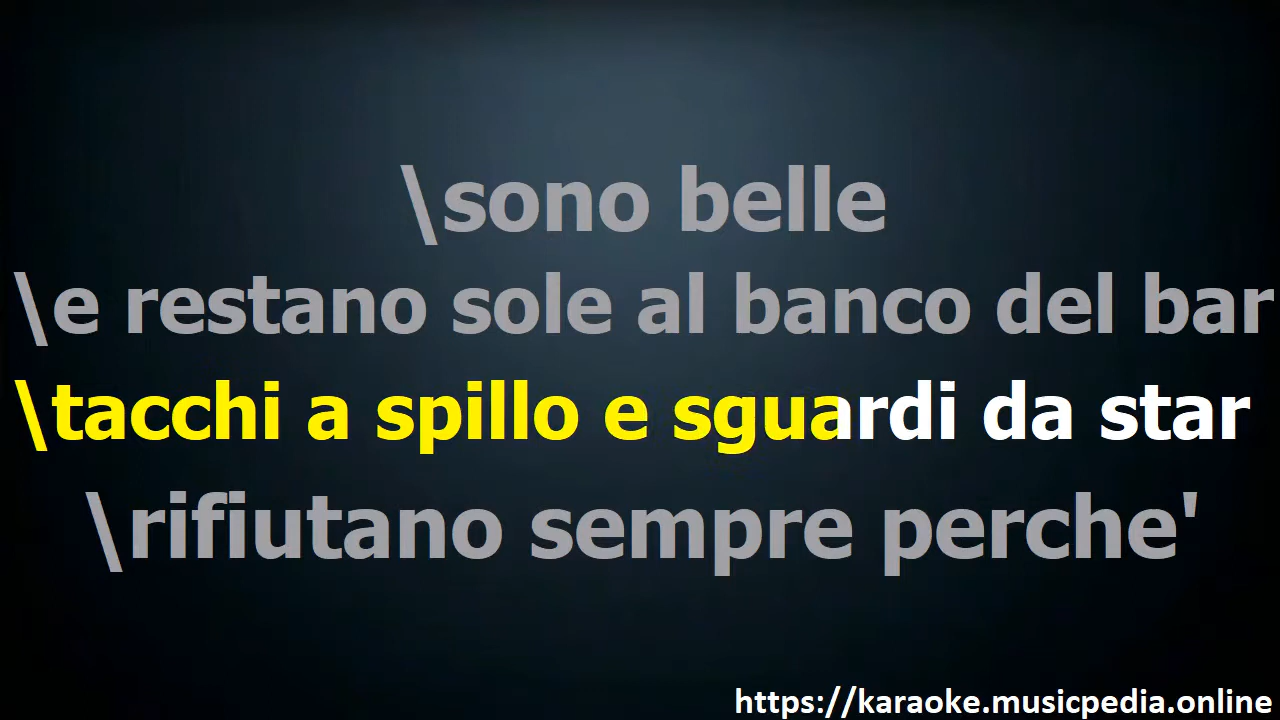 \sono belle
\e restano sole al banco del bar
\tacchi a spillo e sguardi da star
\rifiutano sempre perche'
https://karaoke.musicpedia.online